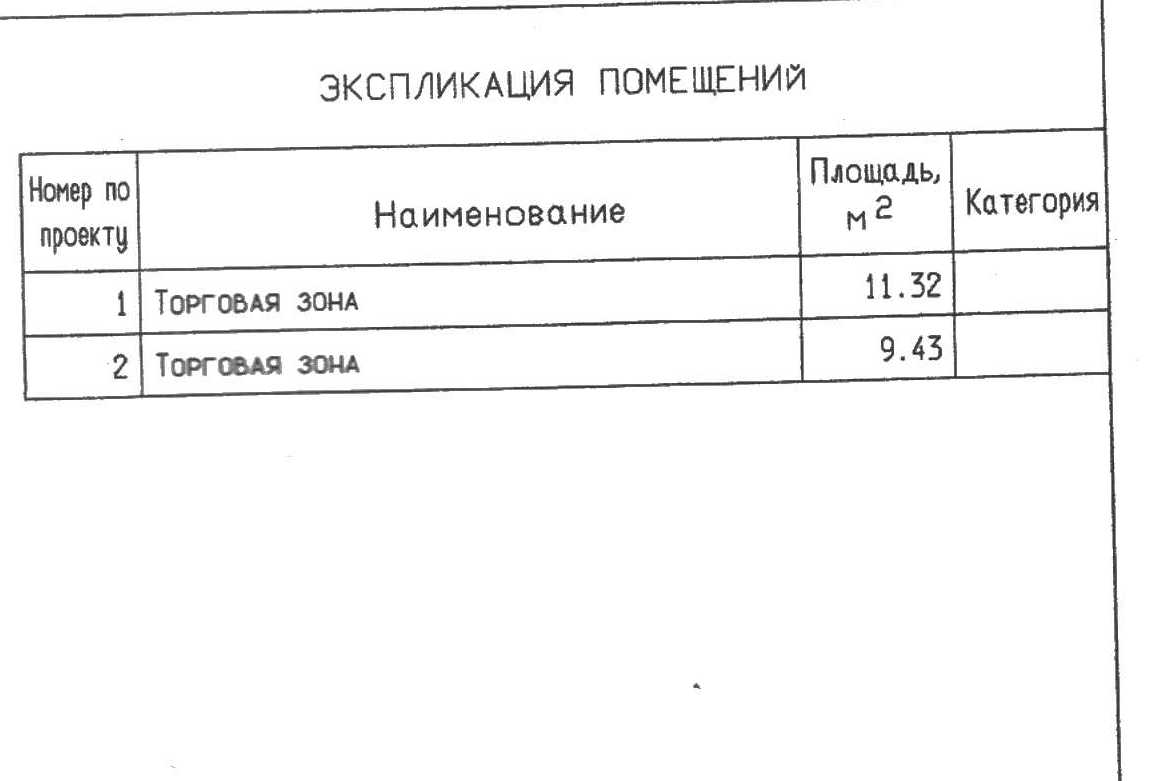 ЭКСПЛИКАЦИЯ ПОМЕЩЕНИЙ
Номер по
проекту
Наименование
Площадь,
м2
Категория
1 Торговая зона 11.32
2 Торговая зона 9.43